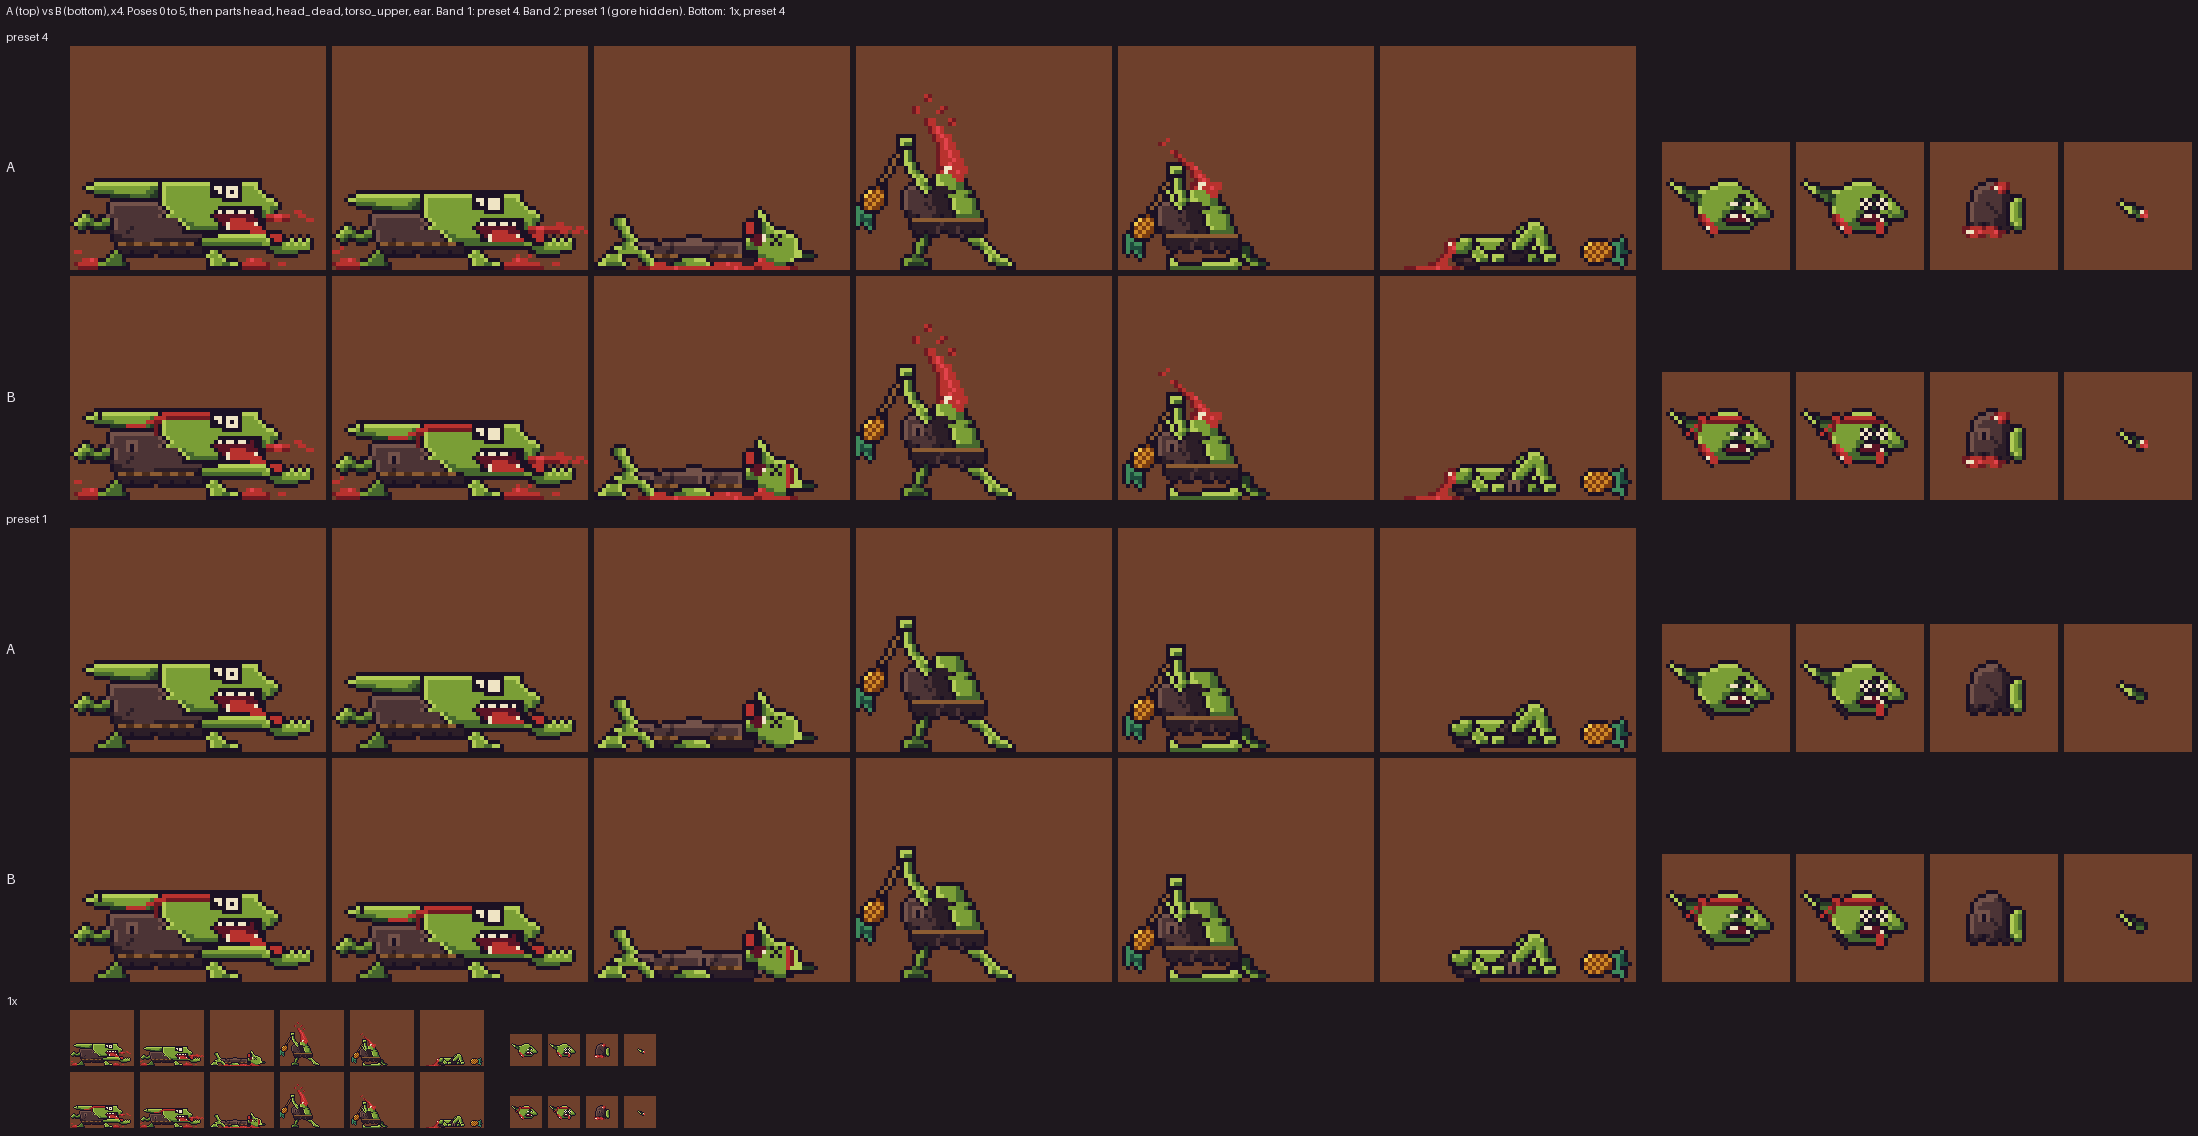 A (top) vs B (bottom), x4. Poses 0 to 5, then parts head, head_dead, torso_upper, ear. Band 1: preset 4. Band 2: preset 1 (gore hidden). Bottom: 1x, preset 4
preset 4
A
B
preset 1
A
B
1x